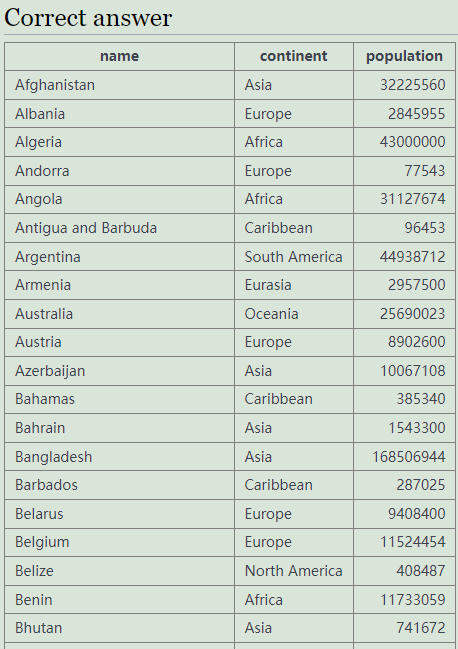 Correct answer
name continent population
Afghanistan Asia 32225560
Albania Europe 2845955
Algeria Africa 43000000
Andorra Europe 77543
Angola Africa 31127674
Antigua and Barbuda Caribbean 96453
Argentina South America 44938712
Armenia Eurasia 2957500
Australia Oceania 25690023
Austria Europe 8902600
Azerbaijan Asia 10067108
Bahamas Caribbean 385340
Bahrain Asia 1543300
Bangladesh Asia 168506944
Barbados Caribbean 287025
Belarus Europe 9408400
Belgium Europe 11524454
Belize North America 408487
Benin Africa 11733059
Bhutan Asia 741672